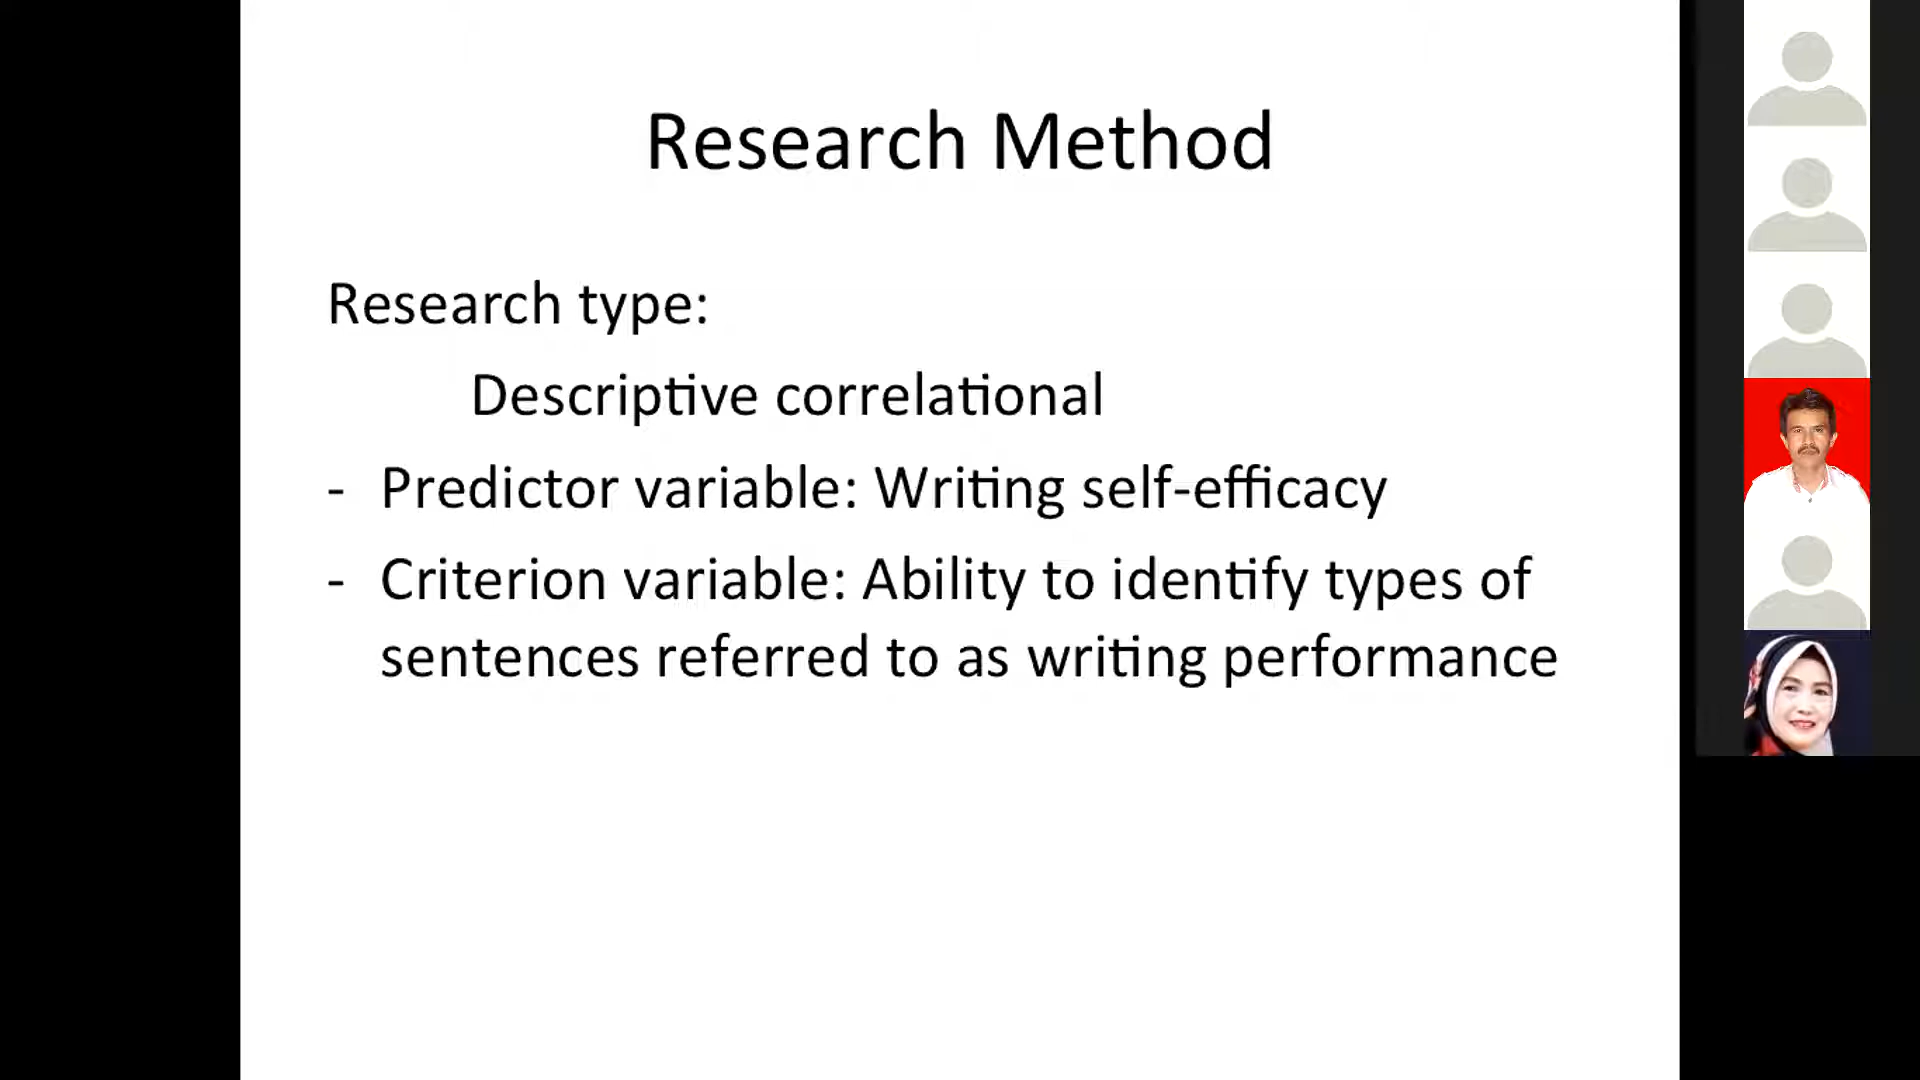 Research Method
Research type:
Descriptive correlational
- Predictor variable: Writing self-efficacy
- Criterion variable: Ability to identify types of
sentences referred to as writing performance